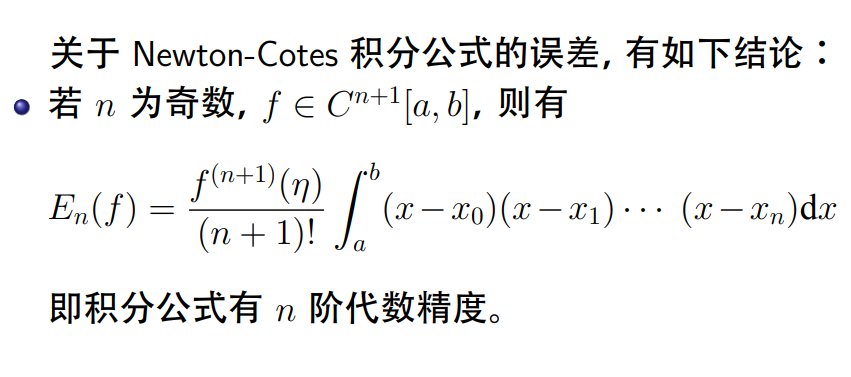 关于 Newton-Cotes 积分公式的误差, 有如下结论：
若 n 为奇数, f ∈ C^{n+1}[a, b], 则有
E_n(f) = \frac{f^{(n+1)}(η)}{(n + 1)!} \int_a^b (x − x_0)(x − x_1) ··· (x − x_n)dx
即积分公式有 n 阶代数精度。